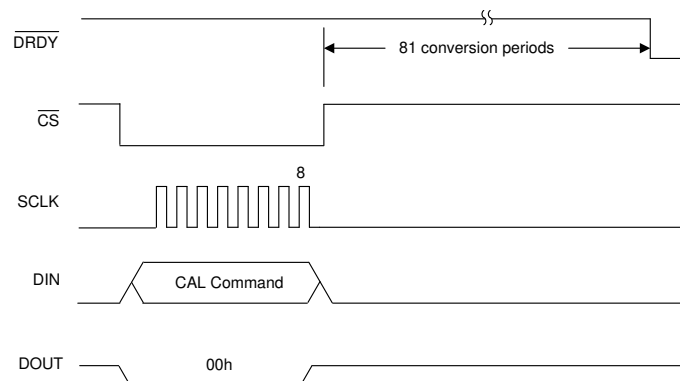 DRDY
81 conversion periods
CS
8
SCLK
DIN
CAL Command
DOUT
00h